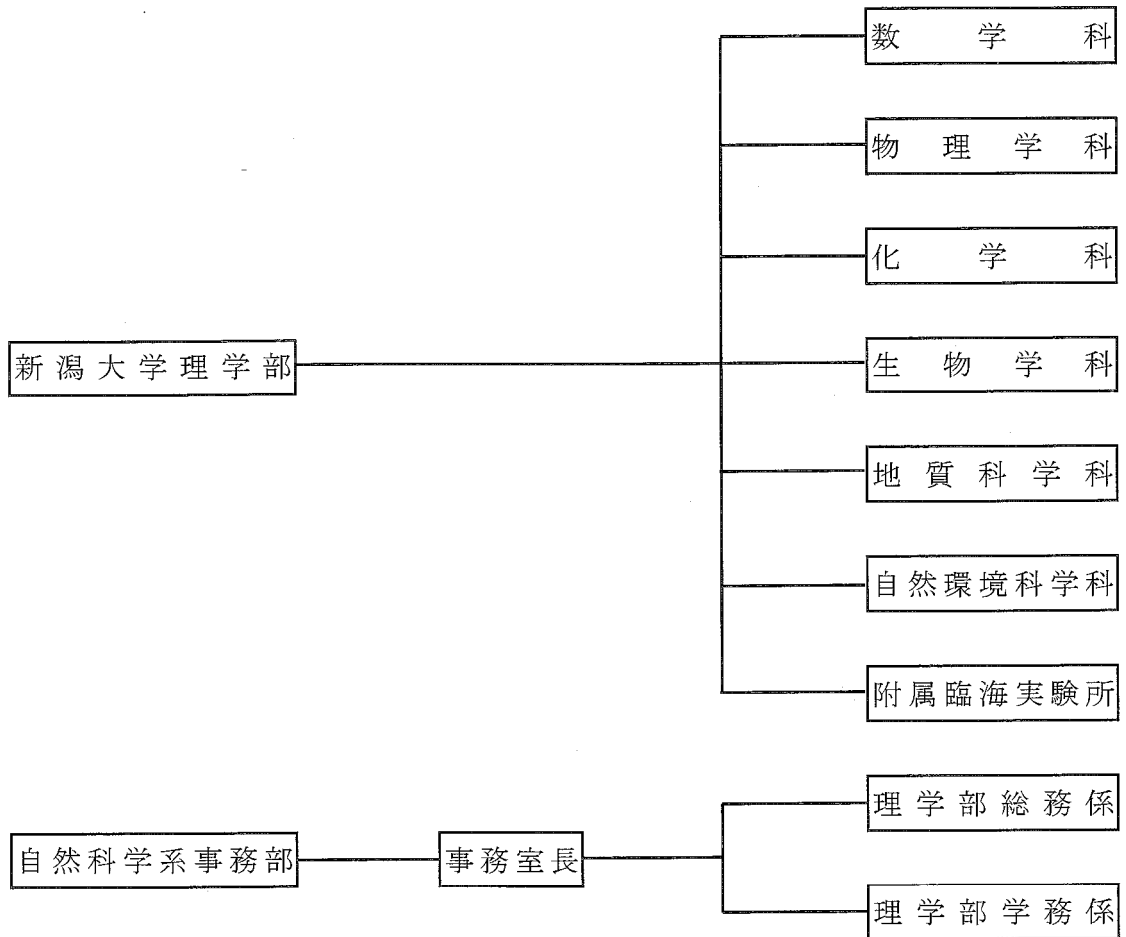 数学科
物理学科
化学科
新潟大学理学部
生物学科
地質科学科
自然環境科学科
附属臨海実験所
理学部総務係
自然科学系事務部
事務室長
理学部学務係